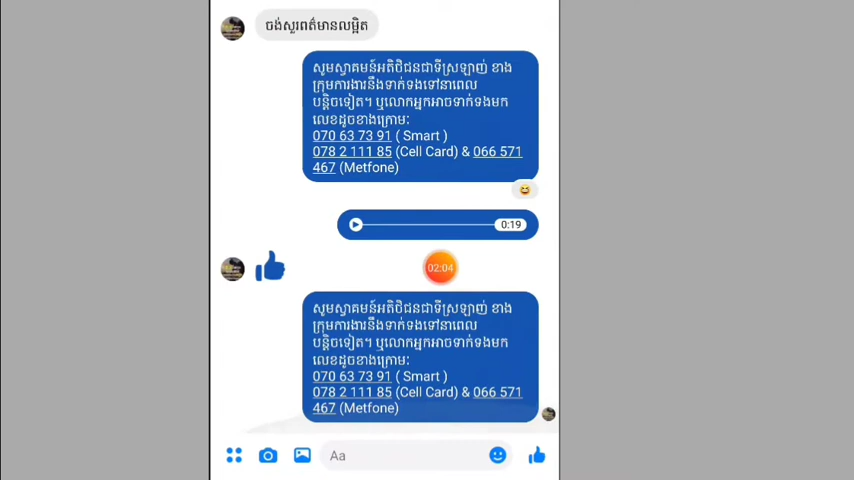 ចង់សួរពត៌មានលម្អិត
សូមស្វាគមន៍អតិថិជនជាទីស្រឡាញ់ ខាង
ក្រុមការងារនឹងទាក់ទងទៅនាពេល
បន្តិចទៀត។ ឬលោកអ្នកអាចទាក់ទងមក
លេខដូចខាងក្រោម:
070 63 73 91 ( Smart )
078 2 111 85 (Cell Card) & 066 571
467 (Metfone)
0:19
02:04
សូមស្វាគមន៍អតិថិជនជាទីស្រឡាញ់ ខាង
ក្រុមការងារនឹងទាក់ទងទៅនាពេល
បន្តិចទៀត។ ឬលោកអ្នកអាចទាក់ទងមក
លេខដូចខាងក្រោម:
070 63 73 91 ( Smart )
078 2 111 85 (Cell Card) & 066 571
467 (Metfone)
Aa